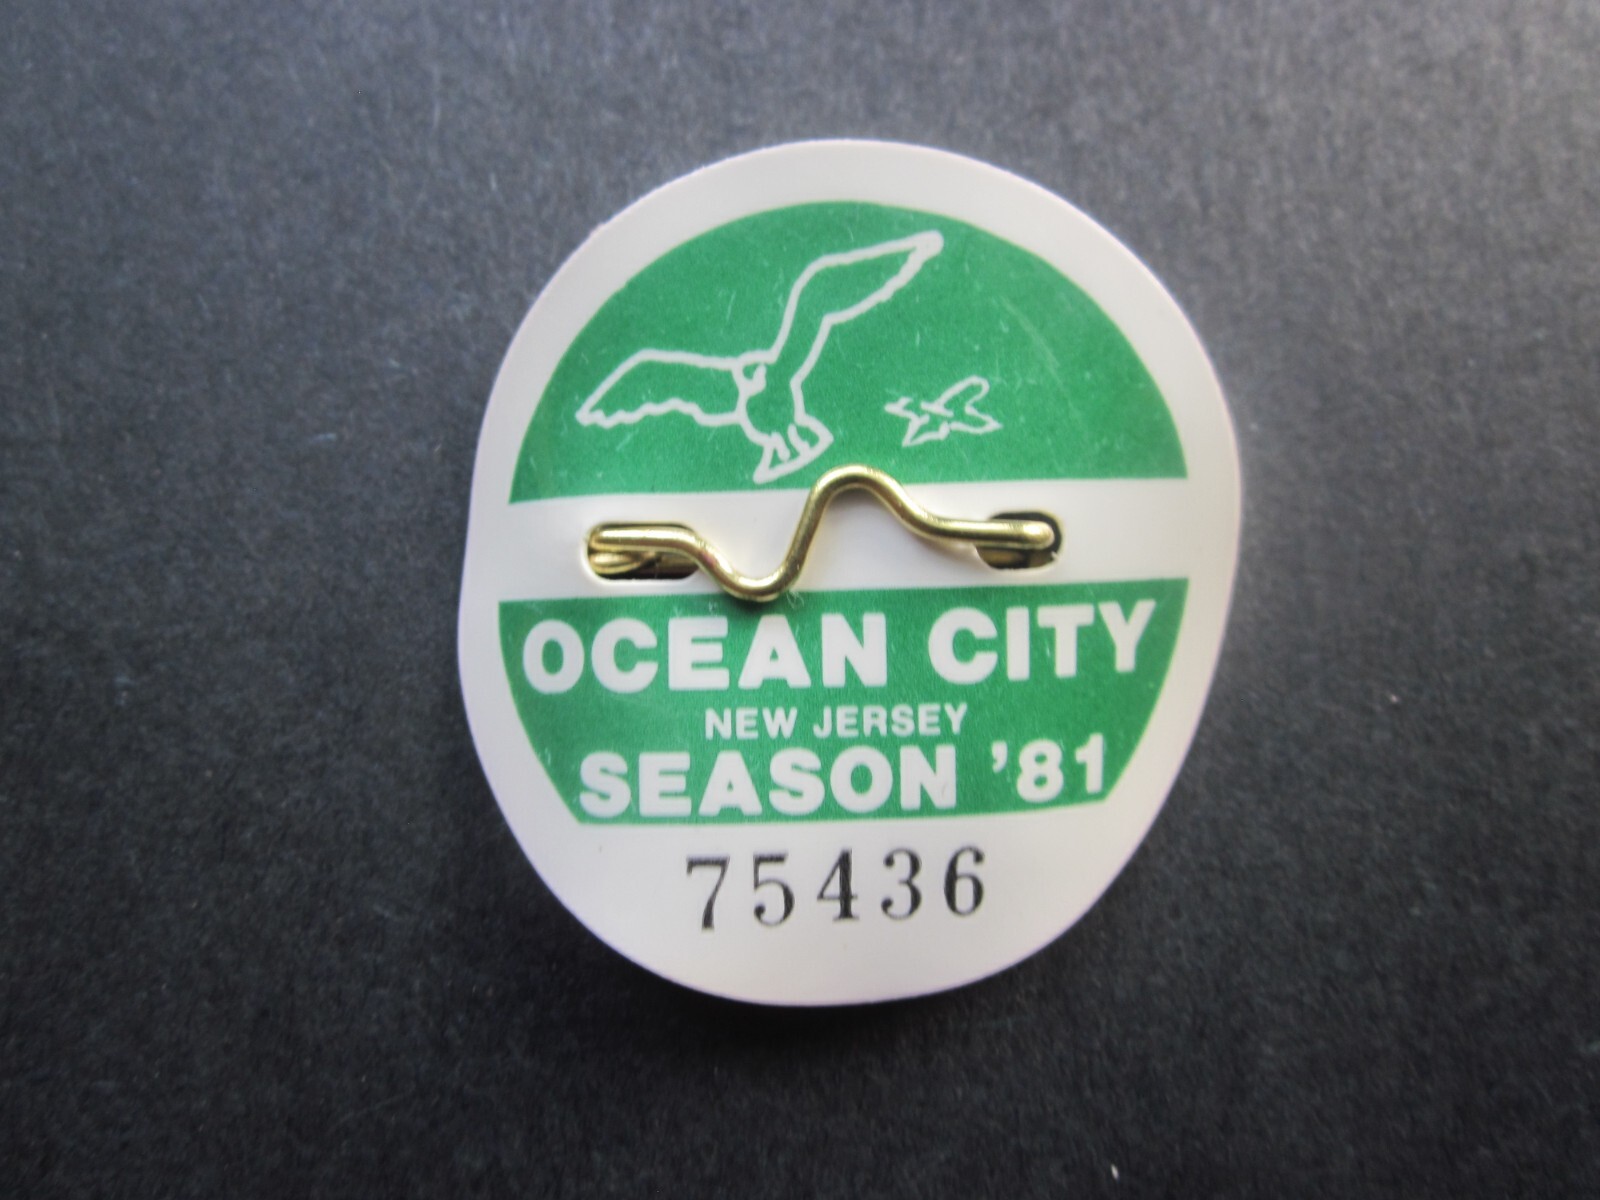 OCEAN CITY
NEW JERSEY
SEASON '81
75436